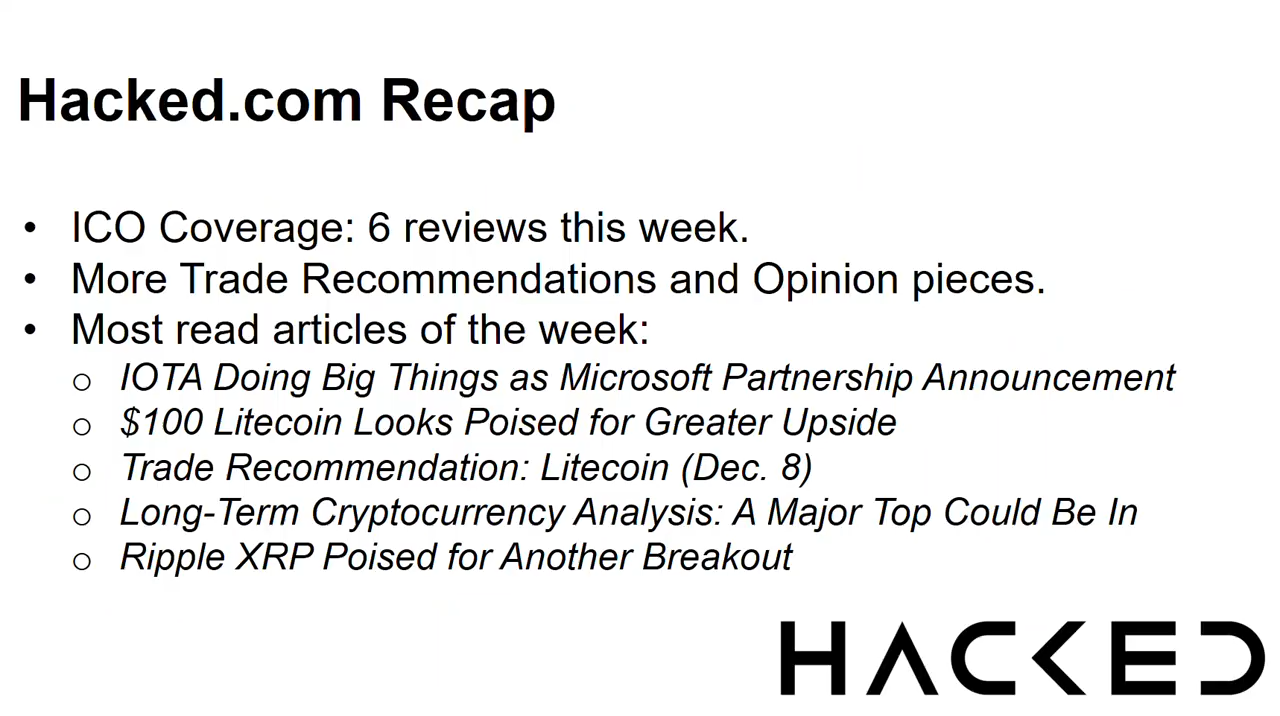 Hacked.com Recap
• ICO Coverage: 6 reviews this week.
• More Trade Recommendations and Opinion pieces.
• Most read articles of the week:
o IOTA Doing Big Things as Microsoft Partnership Announcement
o $100 Litecoin Looks Poised for Greater Upside
o Trade Recommendation: Litecoin (Dec. 8)
o Long-Term Cryptocurrency Analysis: A Major Top Could Be In
o Ripple XRP Poised for Another Breakout
HACKED